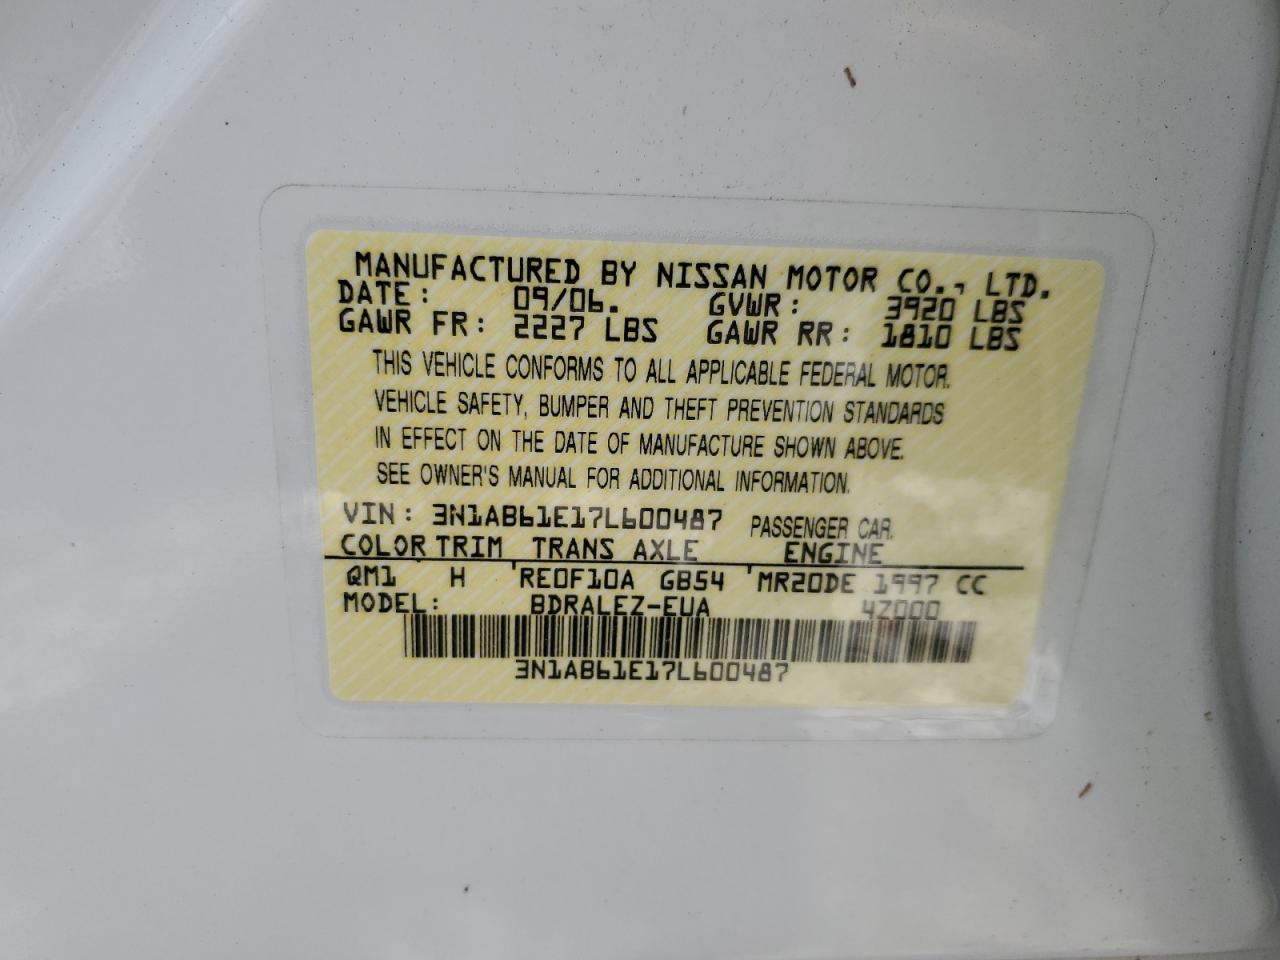 MANUFACTURED BY NISSAN MOTOR CO., LTD.
DATE: 09/06. GVWR: 3920 LBS
GAWR FR: 2227 LBS GAWR RR: 1810 LBS
THIS VEHICLE CONFORMS TO ALL APPLICABLE FEDERAL MOTOR.
VEHICLE SAFETY, BUMPER AND THEFT PREVENTION STANDARDS
IN EFFECT ON THE DATE OF MANUFACTURE SHOWN ABOVE.
SEE OWNER'S MANUAL FOR ADDITIONAL INFORMATION.
VIN: 3N1AB61E17L600487 PASSENGER CAR.
COLOR TRIM TRANS AXLE ENGINE
QM1 H RE0F10A GB54 MR20DE 1997 CC
MODEL: BDRALEZ-EUA 4Z000
3N1AB61E17L600487